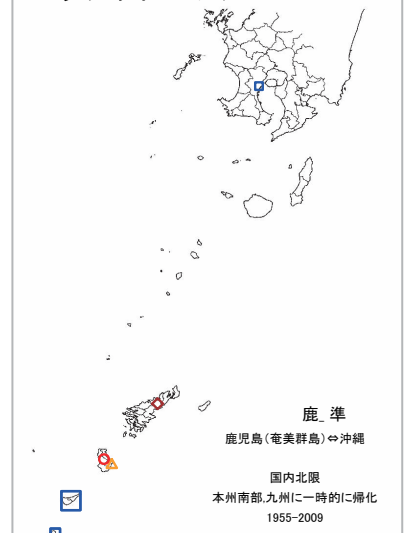 鹿_準
鹿児島(奄美群島)⇔沖縄
国内北限
本州南部,九州に一時的に帰化
1955-2009